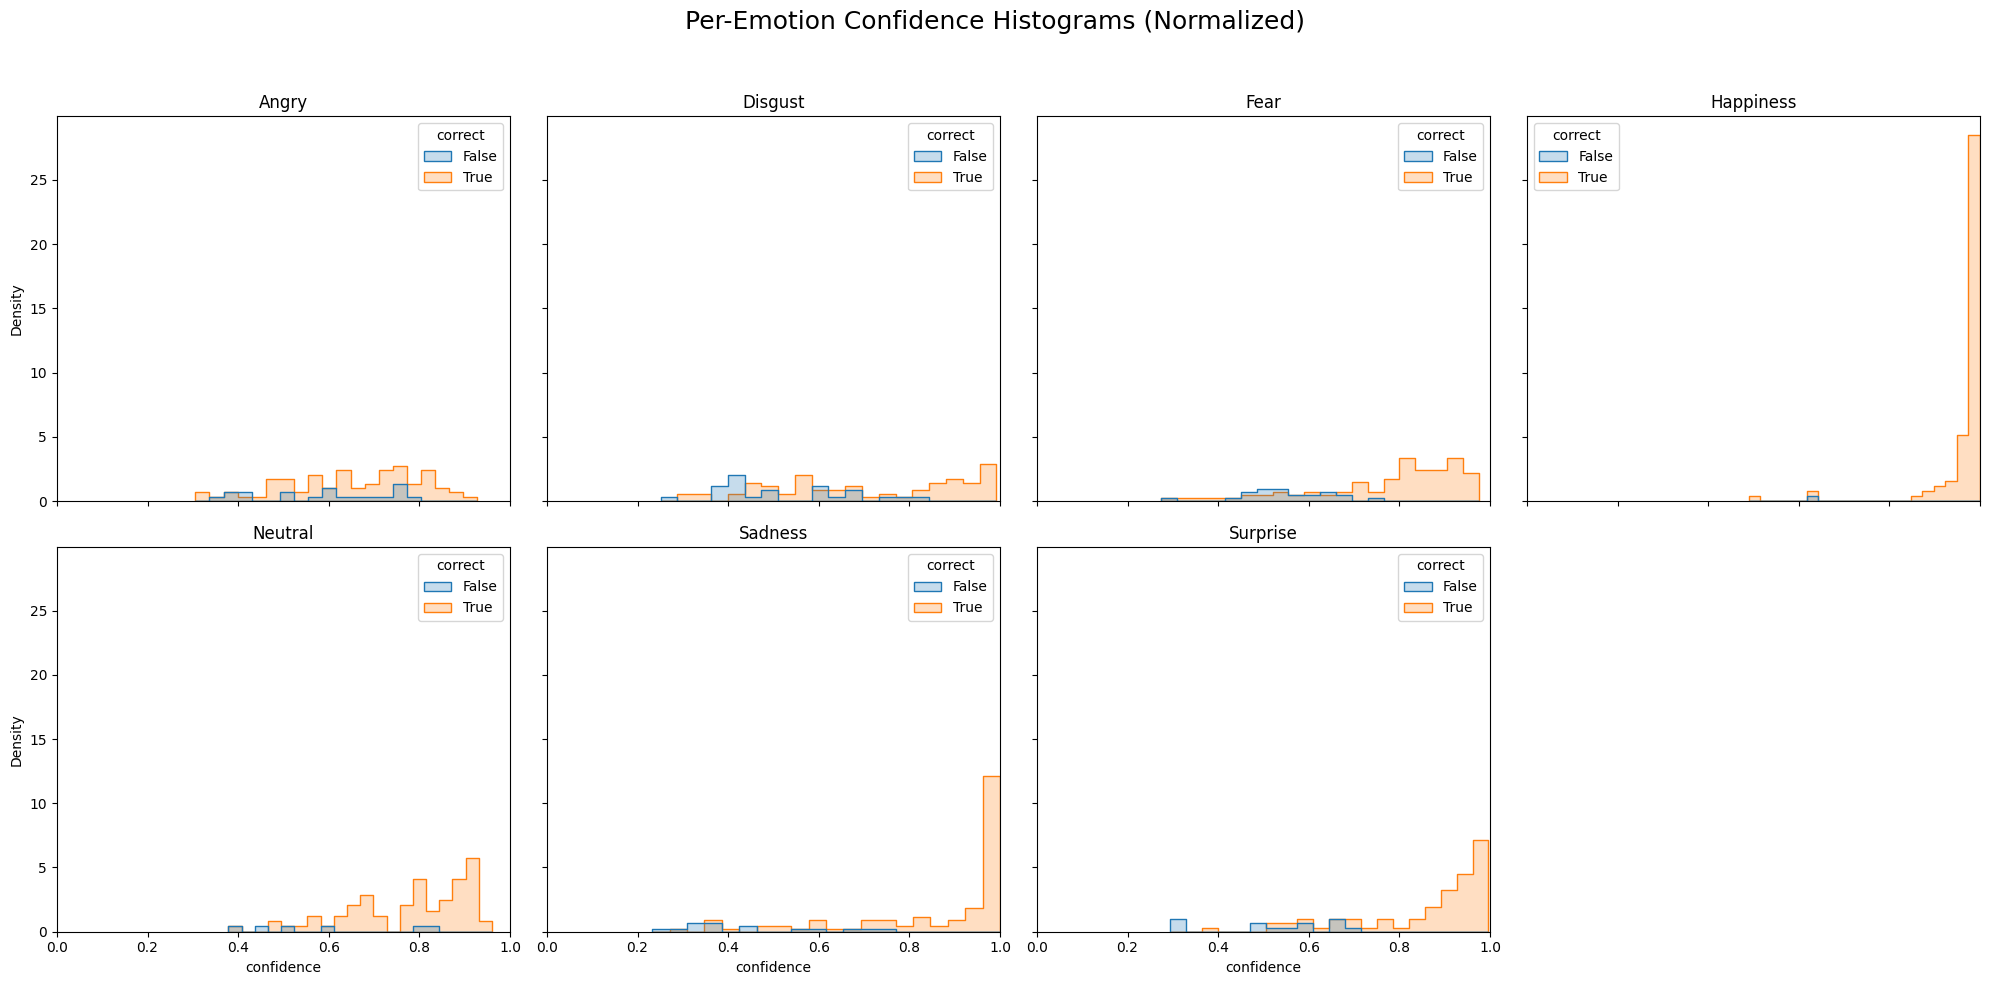 Per-Emotion Confidence Histograms (Normalized)
Angry
Disgust
Fear
Happiness
correct
False
True
correct
False
True
correct
False
True
correct
False
True
25
20
15
10
5
0
Density
Neutral
Sadness
Surprise
correct
False
True
correct
False
True
correct
False
True
25
20
15
10
5
0
Density
0.0 0.2 0.4 0.6 0.8 1.0
0.0 0.2 0.4 0.6 0.8 1.0
0.0 0.2 0.4 0.6 0.8 1.0
confidence
confidence
confidence